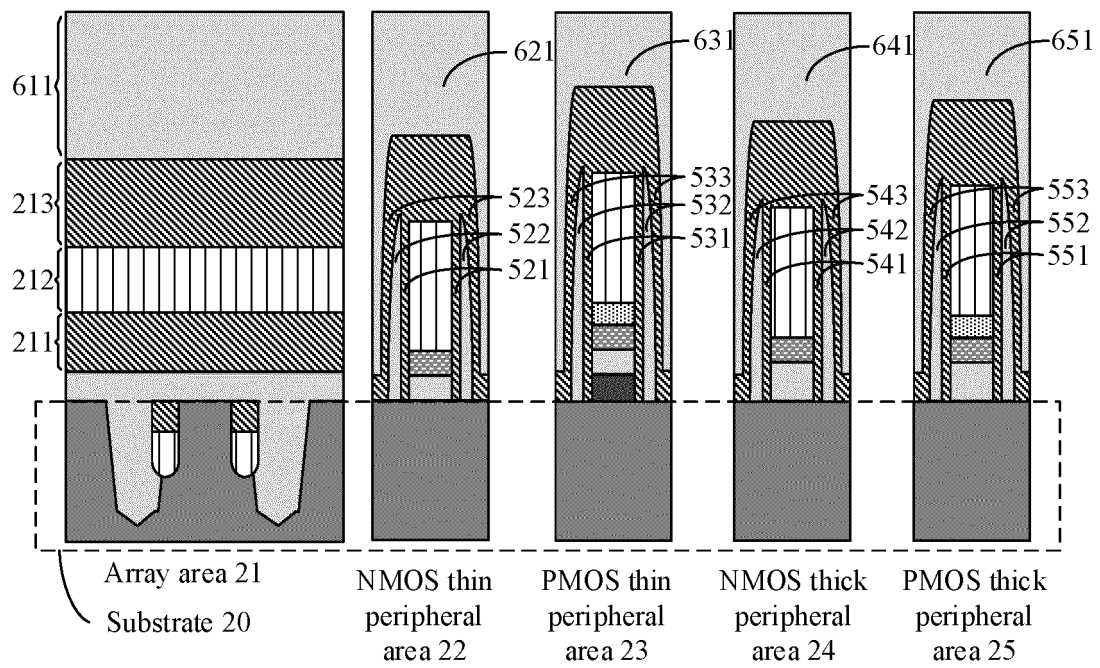 611
621
631
641
651
213
212
211
523
522
521
533
532
531
543
542
541
553
552
551
Array area 21
Substrate 20
NMOS thin
peripheral
area 22
PMOS thin
peripheral
area 23
NMOS thick
peripheral
area 24
PMOS thick
peripheral
area 25